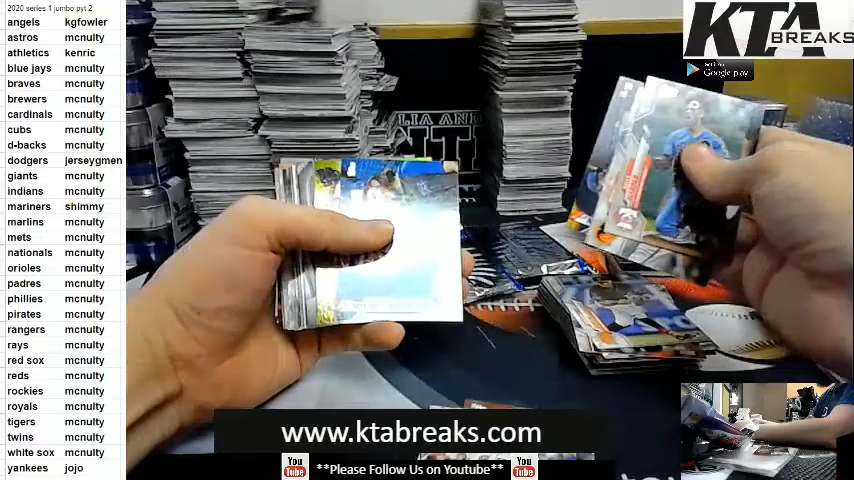 2020 series 1 jumbo pyt 2
angels kgfowler
astros mcnulty
athletics kenric
blue jays mcnulty
braves mcnulty
brewers mcnulty
cardinals mcnulty
cubs mcnulty
d-backs mcnulty
dodgers jerseygmen
giants mcnulty
indians mcnulty
mariners shimmy
marlins mcnulty
mets mcnulty
nationals mcnulty
orioles mcnulty
padres mcnulty
phillies mcnulty
pirates mcnulty
rangers mcnulty
rays mcnulty
red sox mcnulty
reds mcnulty
rockies mcnulty
royals mcnulty
tigers mcnulty
twins mcnulty
white sox mcnulty
yankees jojo
KTA
BREAKS
Google play
www.ktabreaks.com
You Tube
**Please Follow Us on Youtube**
You Tube